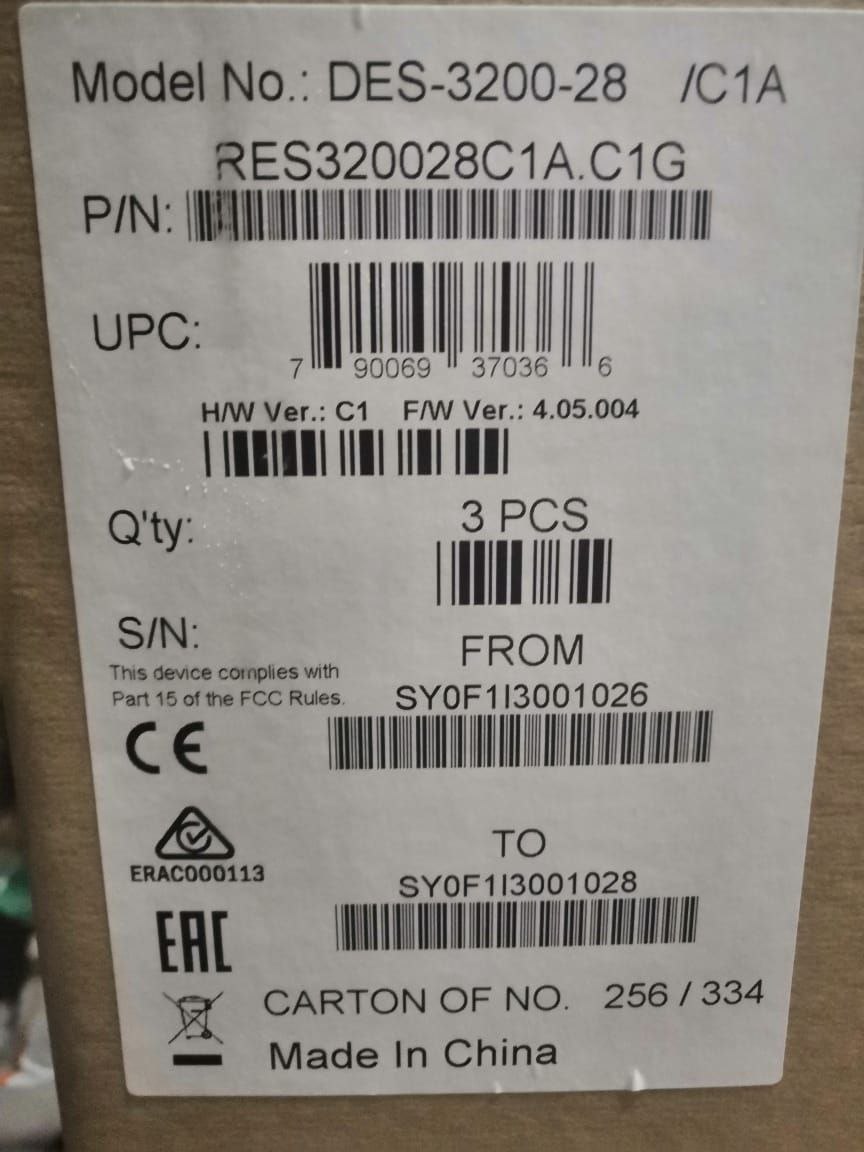 Model No.: DES-3200-28 /C1A
RES320028C1A.C1G
P/N:
UPC:
7 90069 37036 6
H/W Ver.: C1 F/W Ver.: 4.05.004
Q'ty: 3 PCS
S/N: FROM
This device complies with
Part 15 of the FCC Rules.
SY0F1I3001026
CE
TO
ERAC000113
SY0F1I3001028
EAC
CARTON OF NO. 256 / 334
Made In China